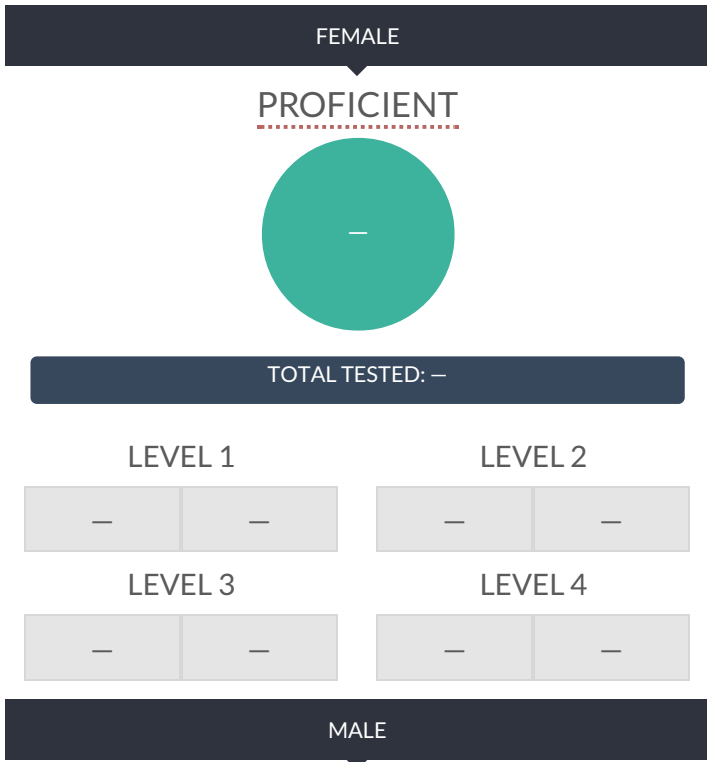 FEMALE
PROFICIENT
—
TOTAL TESTED: —
LEVEL 1 LEVEL 2
— — — —
LEVEL 3 LEVEL 4
— — — —
MALE